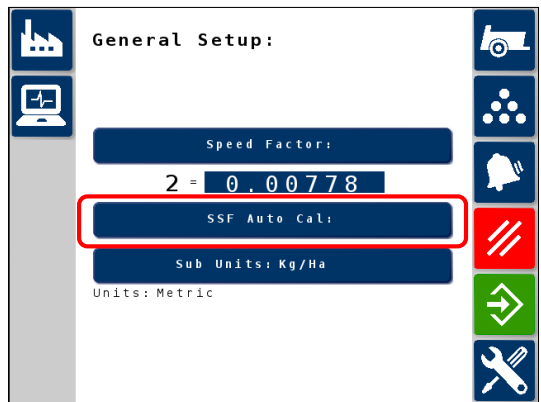 General Setup:
Speed Factor:
2 = 0.00778
SSF Auto Cal:
Sub Units: Kg/Ha
Units: Metric